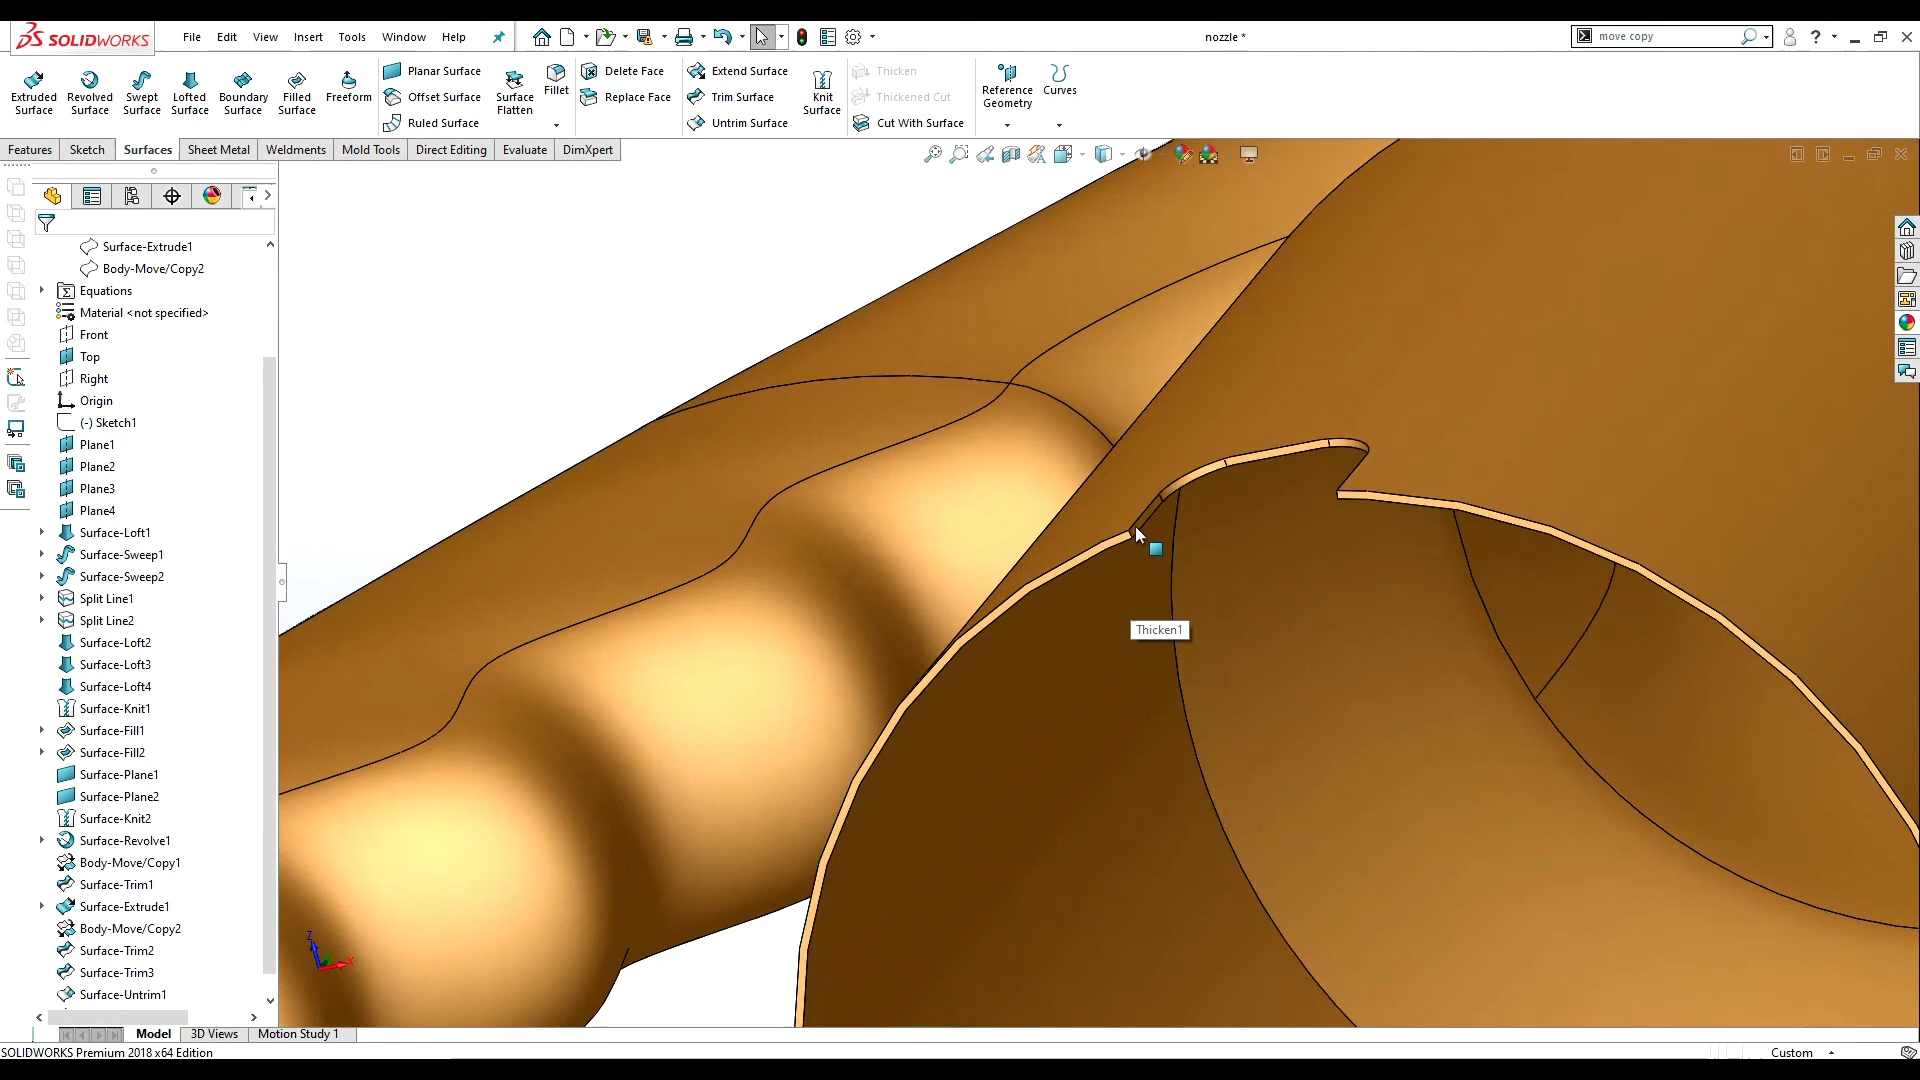 SOLIDWORKS
File Edit View Insert Tools Window Help
nozzle *
move copy
Extruded Surface
Revolved Surface
Swept Surface
Lofted Surface
Boundary Surface
Filled Surface
Freeform
Planar Surface
Offset Surface
Ruled Surface
Surface Flatten
Fillet
Delete Face
Replace Face
Extend Surface
Trim Surface
Untrim Surface
Knit Surface
Thicken
Thickened Cut
Cut With Surface
Reference Geometry
Curves
Features Sketch Surfaces Sheet Metal Weldments Mold Tools Direct Editing Evaluate DimXpert
Surface-Extrude1
Body-Move/Copy2
Equations
Material <not specified>
Front
Top
Right
Origin
(-) Sketch1
Plane1
Plane2
Plane3
Plane4
Surface-Loft1
Surface-Sweep1
Surface-Sweep2
Split Line1
Split Line2
Surface-Loft2
Surface-Loft3
Surface-Loft4
Surface-Knit1
Surface-Fill1
Surface-Fill2
Surface-Plane1
Surface-Plane2
Surface-Knit2
Surface-Revolve1
Body-Move/Copy1
Surface-Trim1
Surface-Extrude1
Body-Move/Copy2
Surface-Trim2
Surface-Trim3
Surface-Untrim1
Thicken1
Z
X
Model 3D Views Motion Study 1
SOLIDWORKS Premium 2018 x64 Edition
Custom